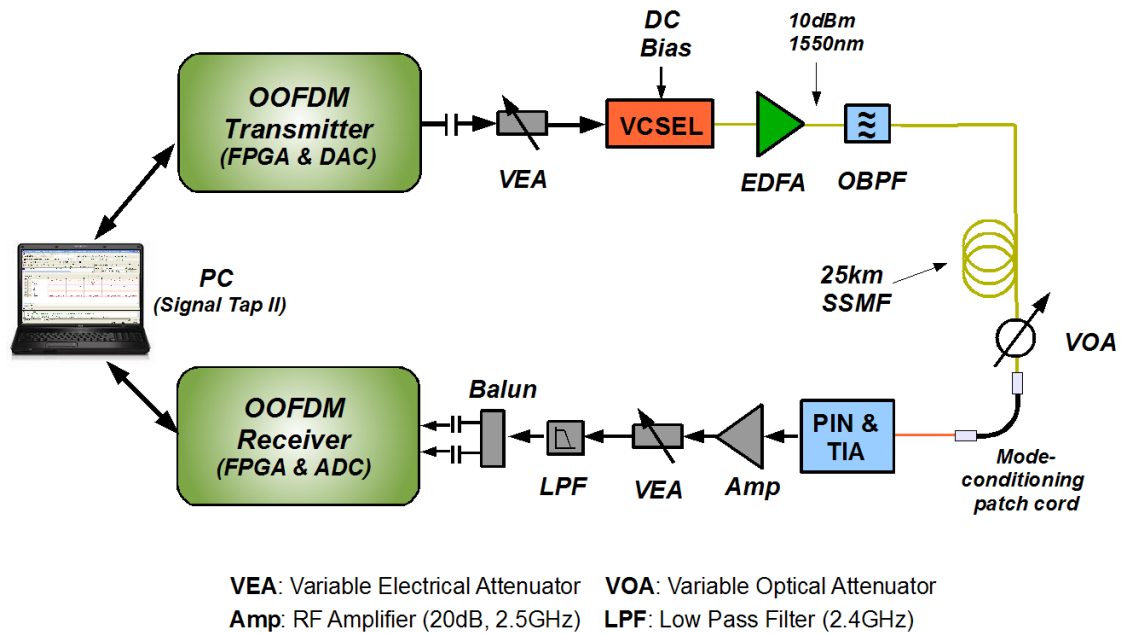 DC
Bias
10dBm
1550nm
OOFDM
Transmitter
(FPGA & DAC)
VEA
VCSEL
EDFA
OBPF
PC
(Signal Tap II)
25km
SSMF
VOA
OOFDM
Receiver
(FPGA & ADC)
Balun
LPF
VEA
Amp
PIN &
TIA
Mode-
conditioning
patch cord
VEA: Variable Electrical Attenuator VOA: Variable Optical Attenuator
Amp: RF Amplifier (20dB, 2.5GHz) LPF: Low Pass Filter (2.4GHz)